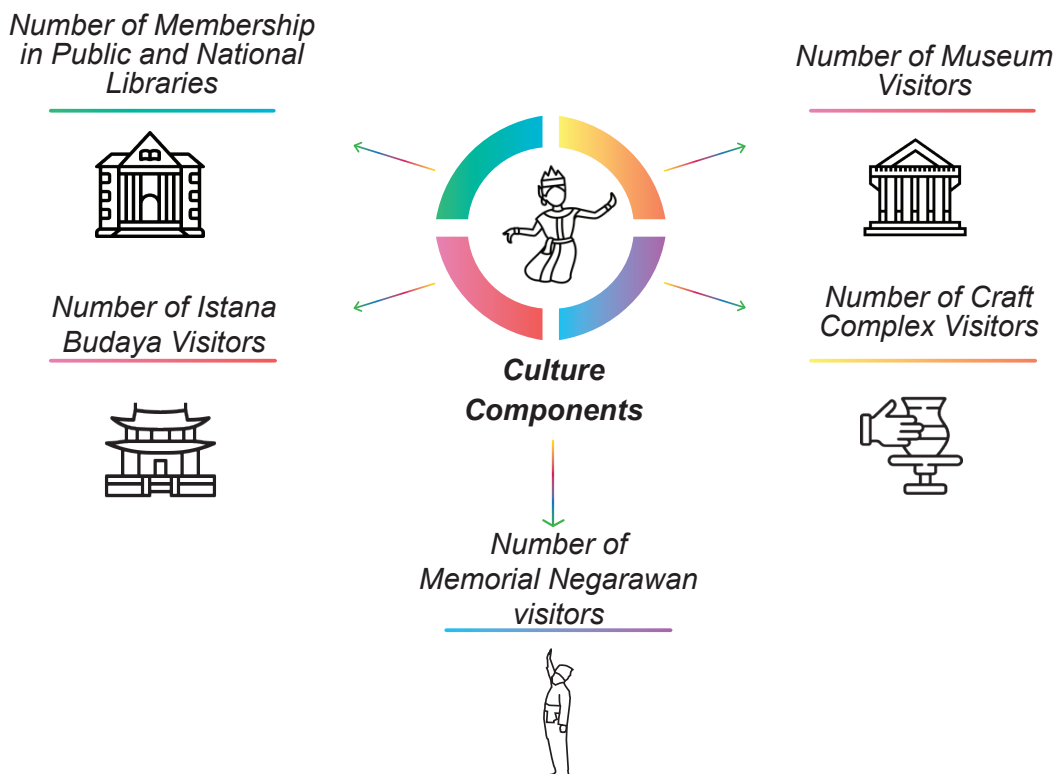 Number of Membership
in Public and National
Libraries
Number of Museum
Visitors
Number of Istana
Budaya Visitors
Number of Craft
Complex Visitors
Culture
Components
Number of
Memorial Negarawan
visitors